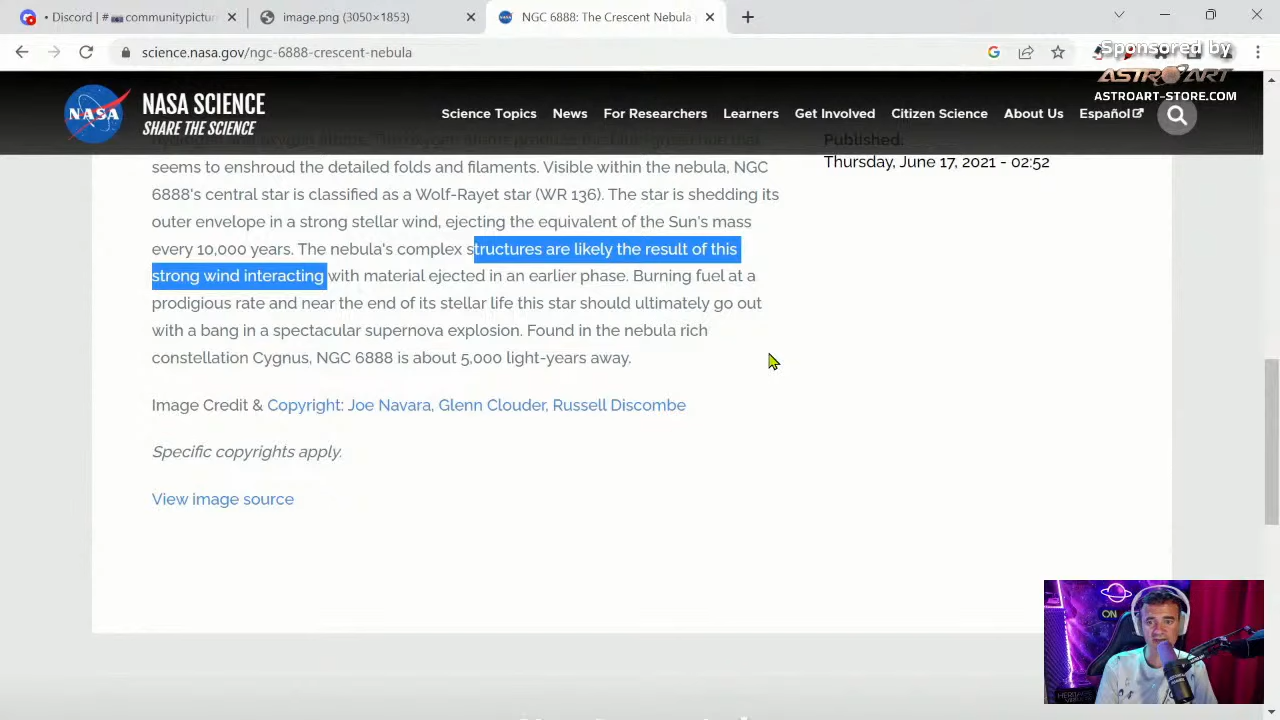 Discord | # communitypictur
image.png (3050×1853)
NGC 6888: The Crescent Nebula
science.nasa.gov/ngc-6888-crescent-nebula
Sponsored by
ASTROART
ASTROART-STORE.COM
NASA
NASA SCIENCE
SHARE THE SCIENCE
Science Topics
News
For Researchers
Learners
Get Involved
Citizen Science
About Us
Español
Published:
Thursday, June 17, 2021 - 02:52
seems to enshroud the detailed folds and filaments. Visible within the nebula, NGC
6888's central star is classified as a Wolf-Rayet star (WR 136). The star is shedding its
outer envelope in a strong stellar wind, ejecting the equivalent of the Sun's mass
every 10,000 years. The nebula's complex structures are likely the result of this
strong wind interacting with material ejected in an earlier phase. Burning fuel at a
prodigious rate and near the end of its stellar life this star should ultimately go out
with a bang in a spectacular supernova explosion. Found in the nebula rich
constellation Cygnus, NGC 6888 is about 5,000 light-years away.
Image Credit & Copyright: Joe Navara, Glenn Clouder, Russell Discombe
Specific copyrights apply.
View image source
ON